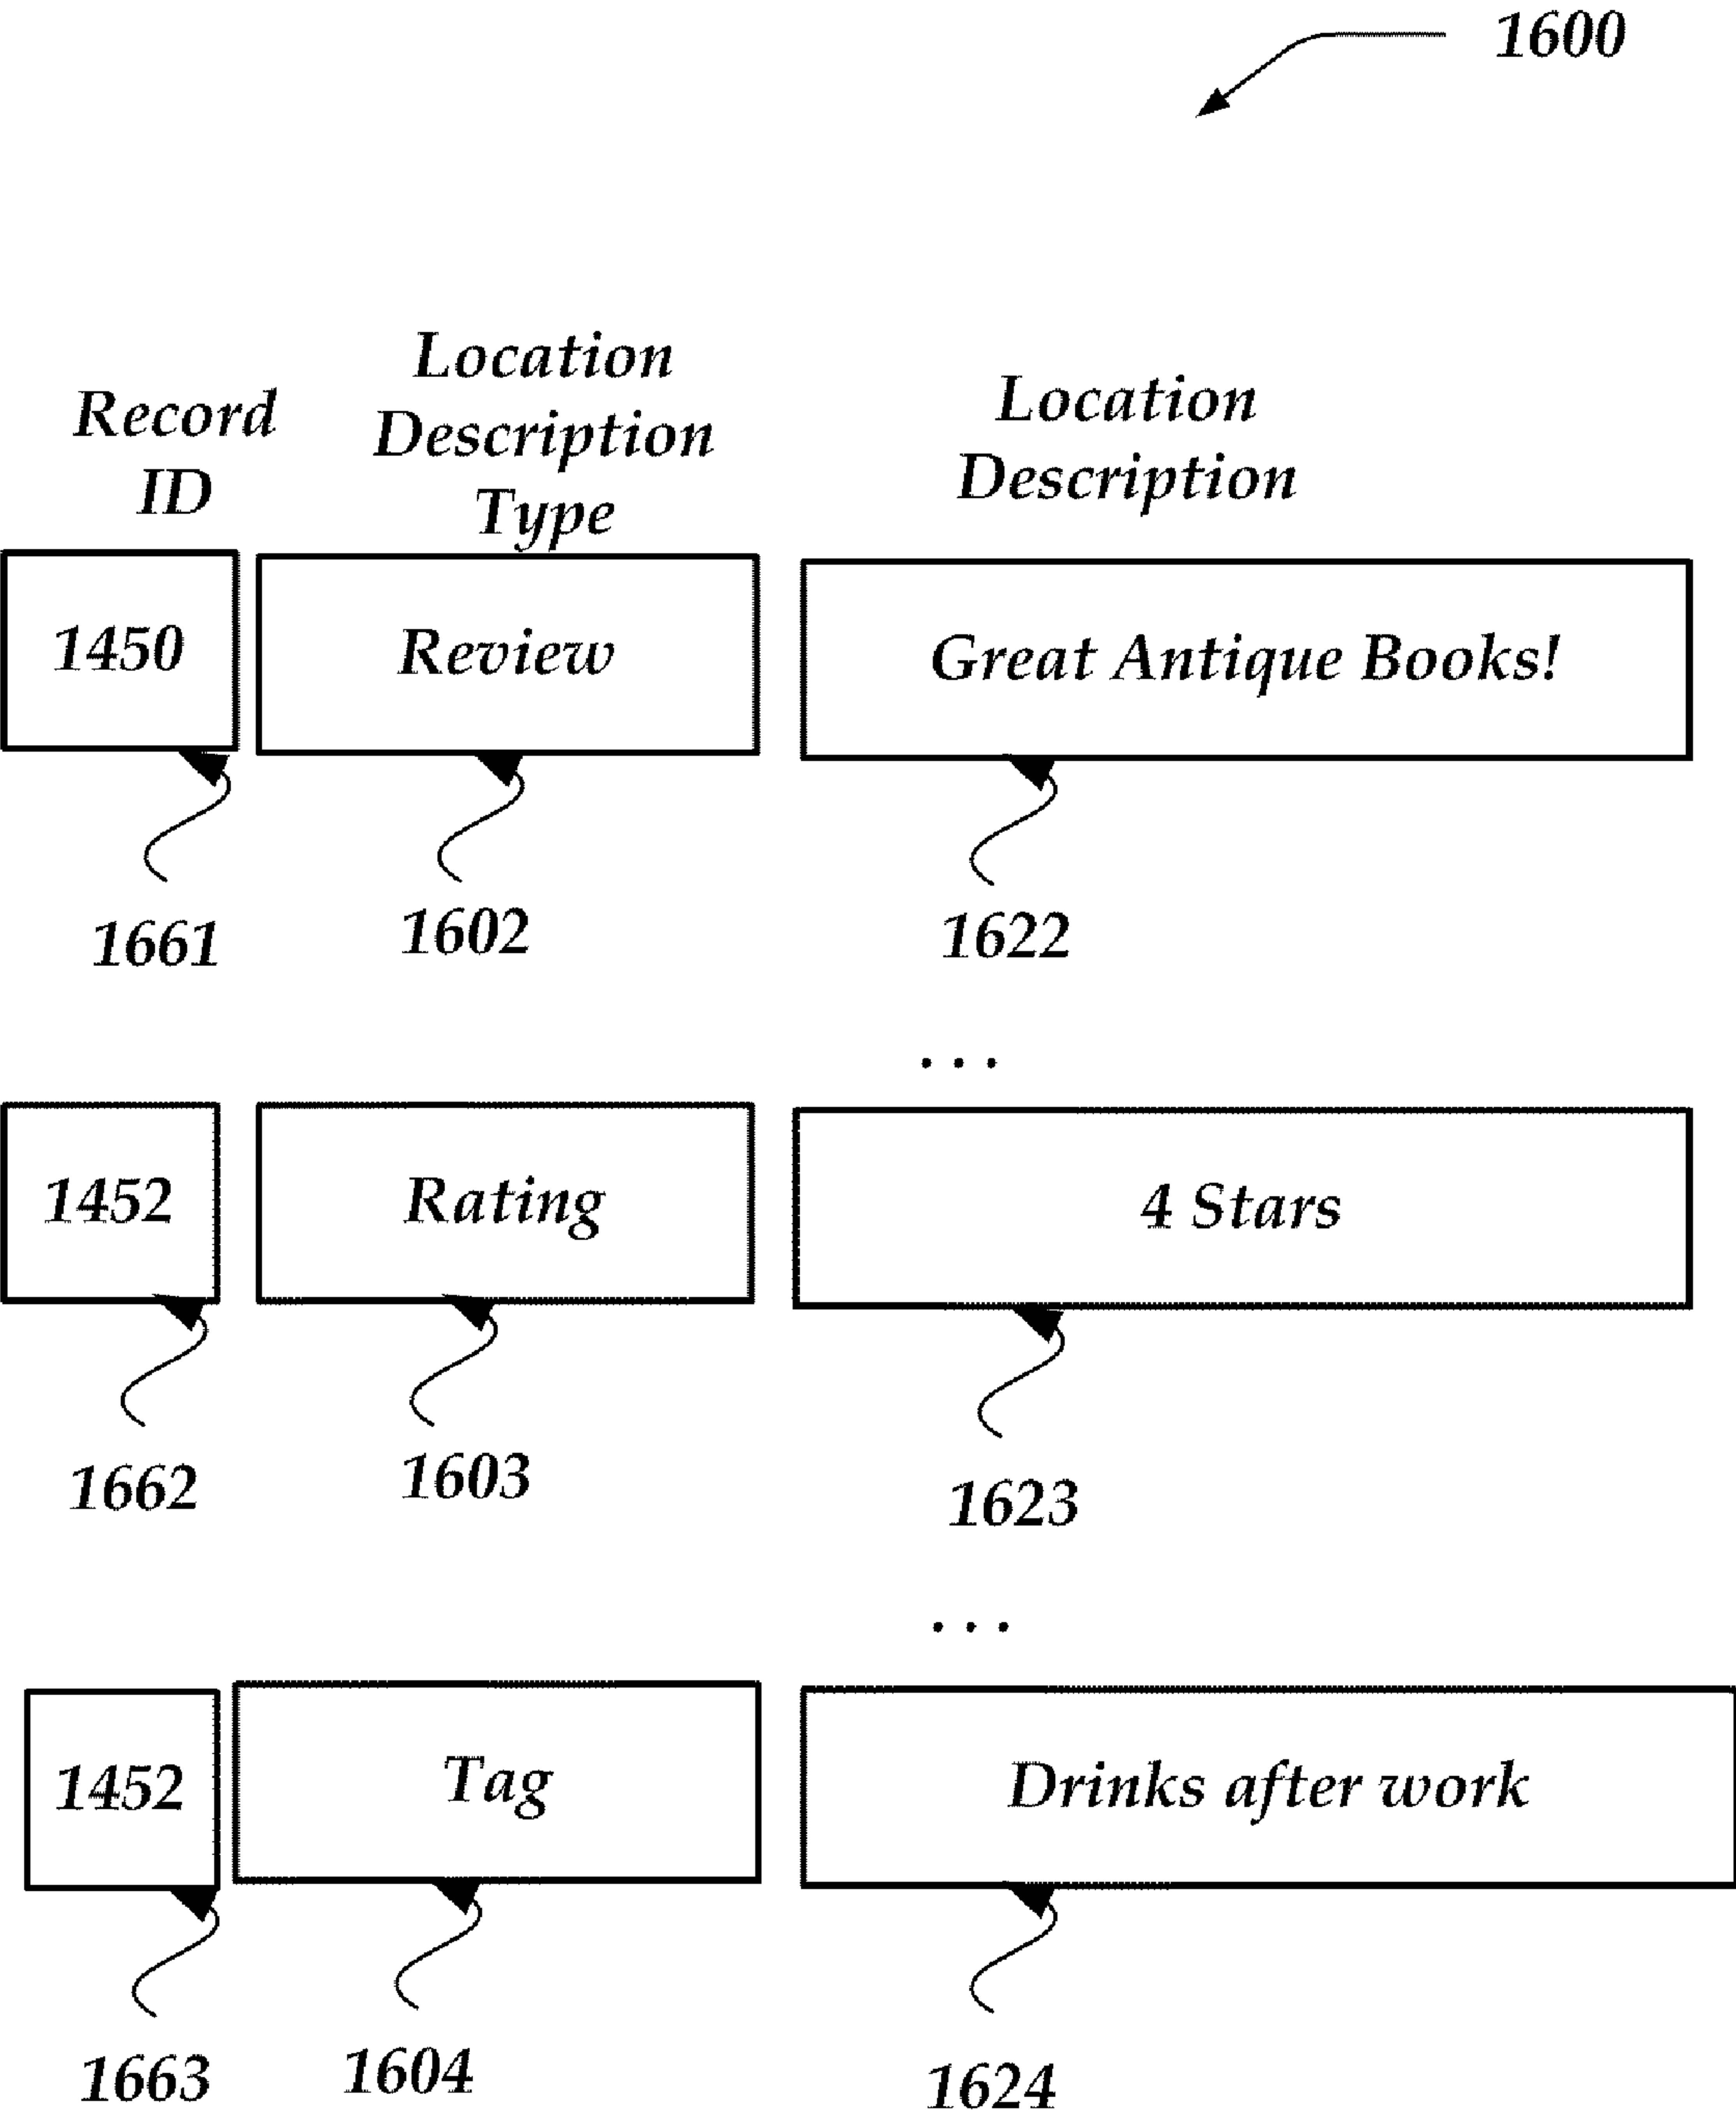 1600
Record
ID
Location
Description
Type
Location
Description
1450
Review
Great Antique Books!
1661
1602
1622
...
1452
Rating
4 Stars
1662
1603
1623
...
1452
Tag
Drinks after work
1663
1604
1624